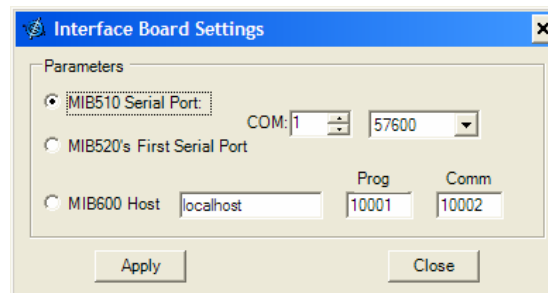 Interface Board Settings
Parameters
MIB510 Serial Port:
COM: 1 57600
MIB520's First Serial Port
Prog Comm
MIB600 Host localhost 10001 10002
Apply Close